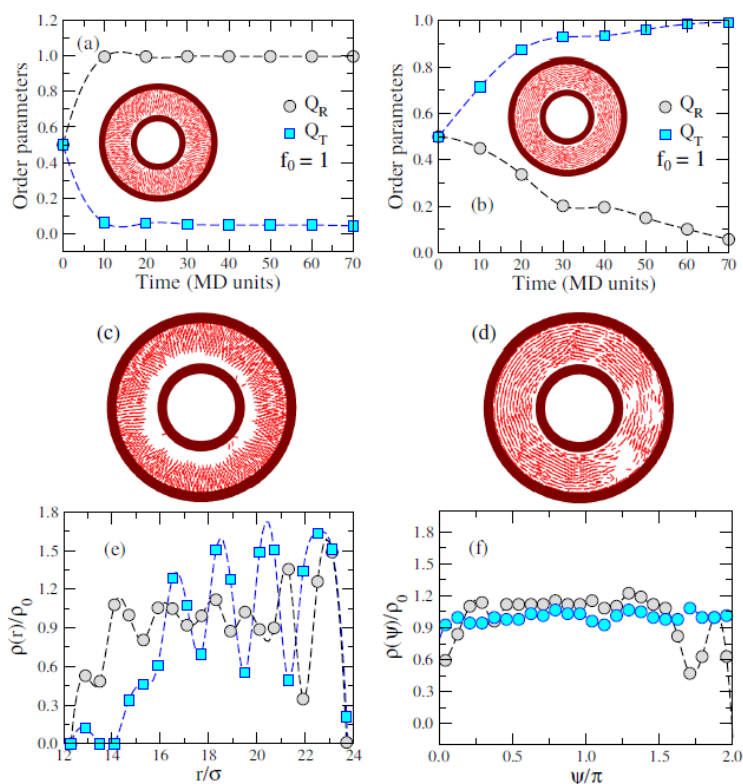 (a)
Order parameters
1.2
1.0
0.8
0.6
0.4
0.2
0.0
Q_R
Q_T
f_0 = 1
0 10 20 30 40 50 60 70
Time (MD units)
(b)
Order parameters
1.0
0.8
0.6
0.4
0.2
0.0
Q_R
Q_T
f_0 = 1
0 10 20 30 40 50 60 70
Time (MD units)
(c)
(d)
(e)
ρ(r)/ρ_0
1.8
1.5
1.2
0.9
0.6
0.3
0.0
12 14 16 18 20 22 24
r/σ
(f)
ρ(ψ)/ρ_0
1.8
1.5
1.2
0.9
0.6
0.3
0.0
0.0 0.5 1.0 1.5 2.0
ψ/π